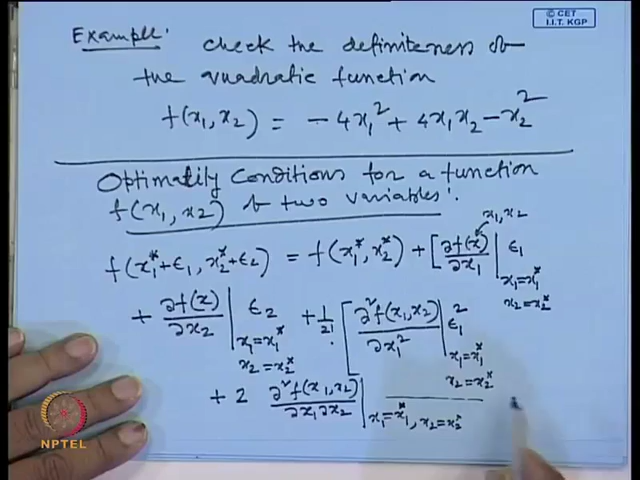 © CET
I.I.T. KGP
Example: Check the definiteness of
the quadratic function
f(x₁, x₂) = -4x₁² + 4x₁x₂ - x₂²
Optimality Conditions for a function
f(x₁, x₂) of two variables:
x₁, x₂
f(x₁*+ε₁, x₂*+ε₂) = f(x₁*, x₂*) + [∂f(x)/∂x₁ | ε₁
x₁=x₁*
x₂=x₂*
+ ∂f(x)/∂x₂ | ε₂ + 1/2! [∂²f(x₁,x₂)/∂x₁² | ε₁²
x₁=x₁* x₁=x₁*
x₂=x₂* x₂=x₂*
+ 2 ∂²f(x₁,x₂)/∂x₁∂x₂ |
x₁=x₁*, x₂=x₂*
NPTEL